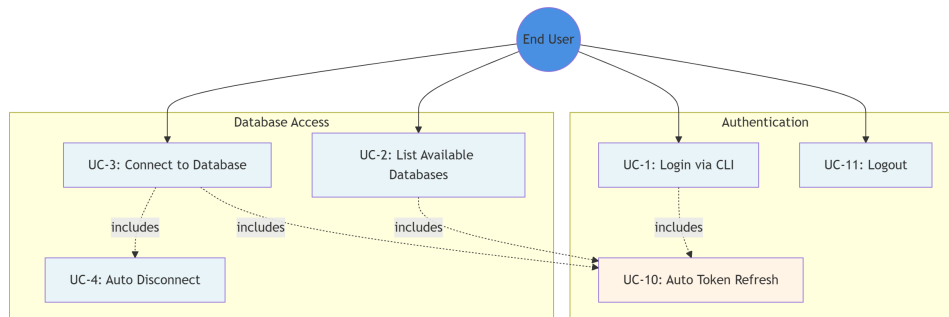 End User
Database Access
Authentication
UC-3: Connect to Database
UC-2: List Available
Databases
UC-1: Login via CLI
UC-11: Logout
includes
includes
includes
includes
UC-4: Auto Disconnect
UC-10: Auto Token Refresh